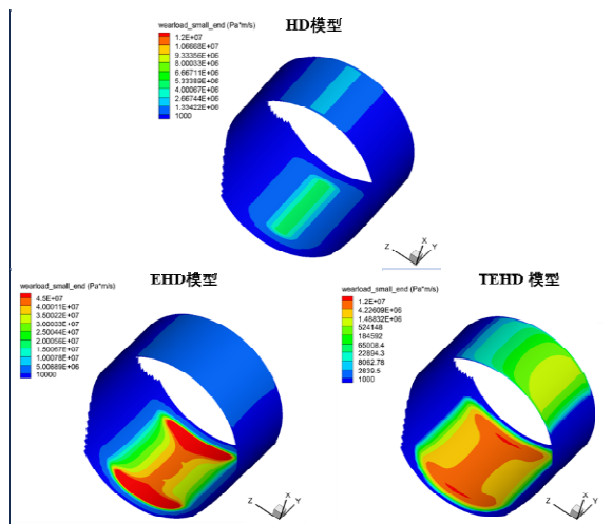 HD模型
wearload_small_end (Pa*m/s)
1.2E+07
1.06668E+07
9.33356E+06
8.00033E+06
6.66711E+06
5.33389E+06
4.00067E+06
2.66744E+06
1.33422E+06
1000
X
Y
Z
EHD模型
wearload_small_end (Pa*m/s)
4.5E+07
4.00011E+07
3.50022E+07
3.00033E+07
2.50044E+07
2.00056E+07
1.50067E+07
1.00078E+07
5.00889E+06
10000
X
Y
Z
TEHD 模型
wearload_small_end (Pa*m/s)
1.2E+07
4.22609E+06
1.48832E+06
524148
184592
65008.4
22894.3
8062.78
2839.5
1000
X
Y
Z